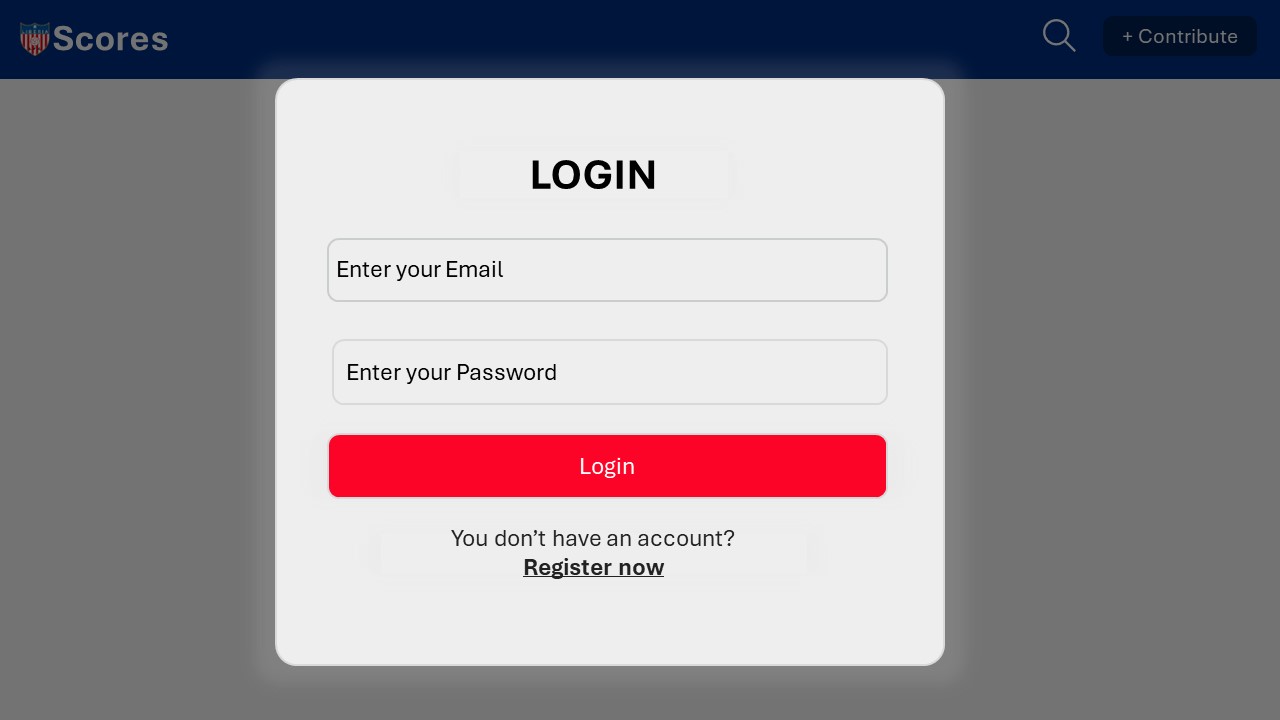 Scores
+ Contribute
LOGIN
Enter your Email
Enter your Password
Login
You don’t have an account?
Register now